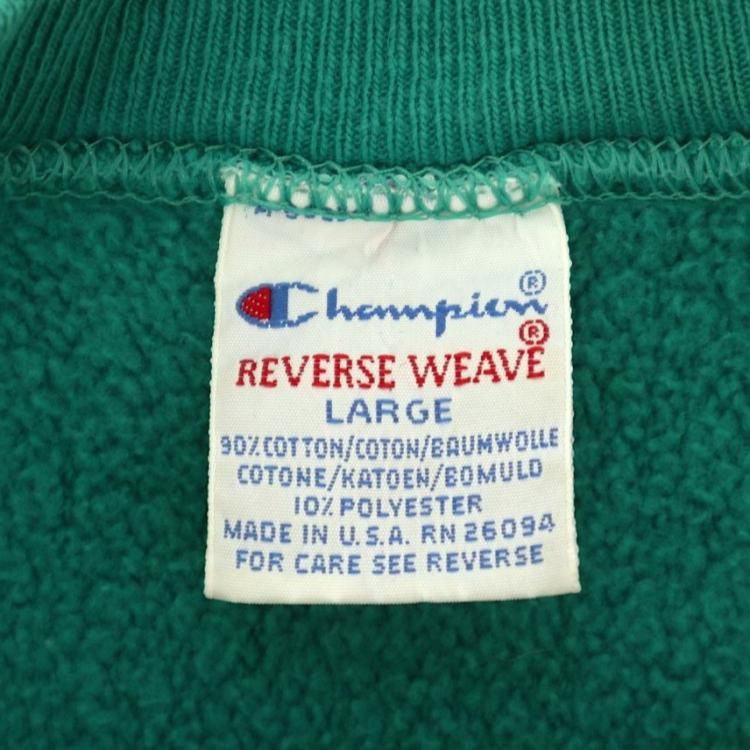 Champion®
REVERSE WEAVE®
LARGE
90% COTTON/COTON/BAUMWOLLE
COTONE/KATOEN/BOMULD
10% POLYESTER
MADE IN U.S.A. RN 26094
FOR CARE SEE REVERSE